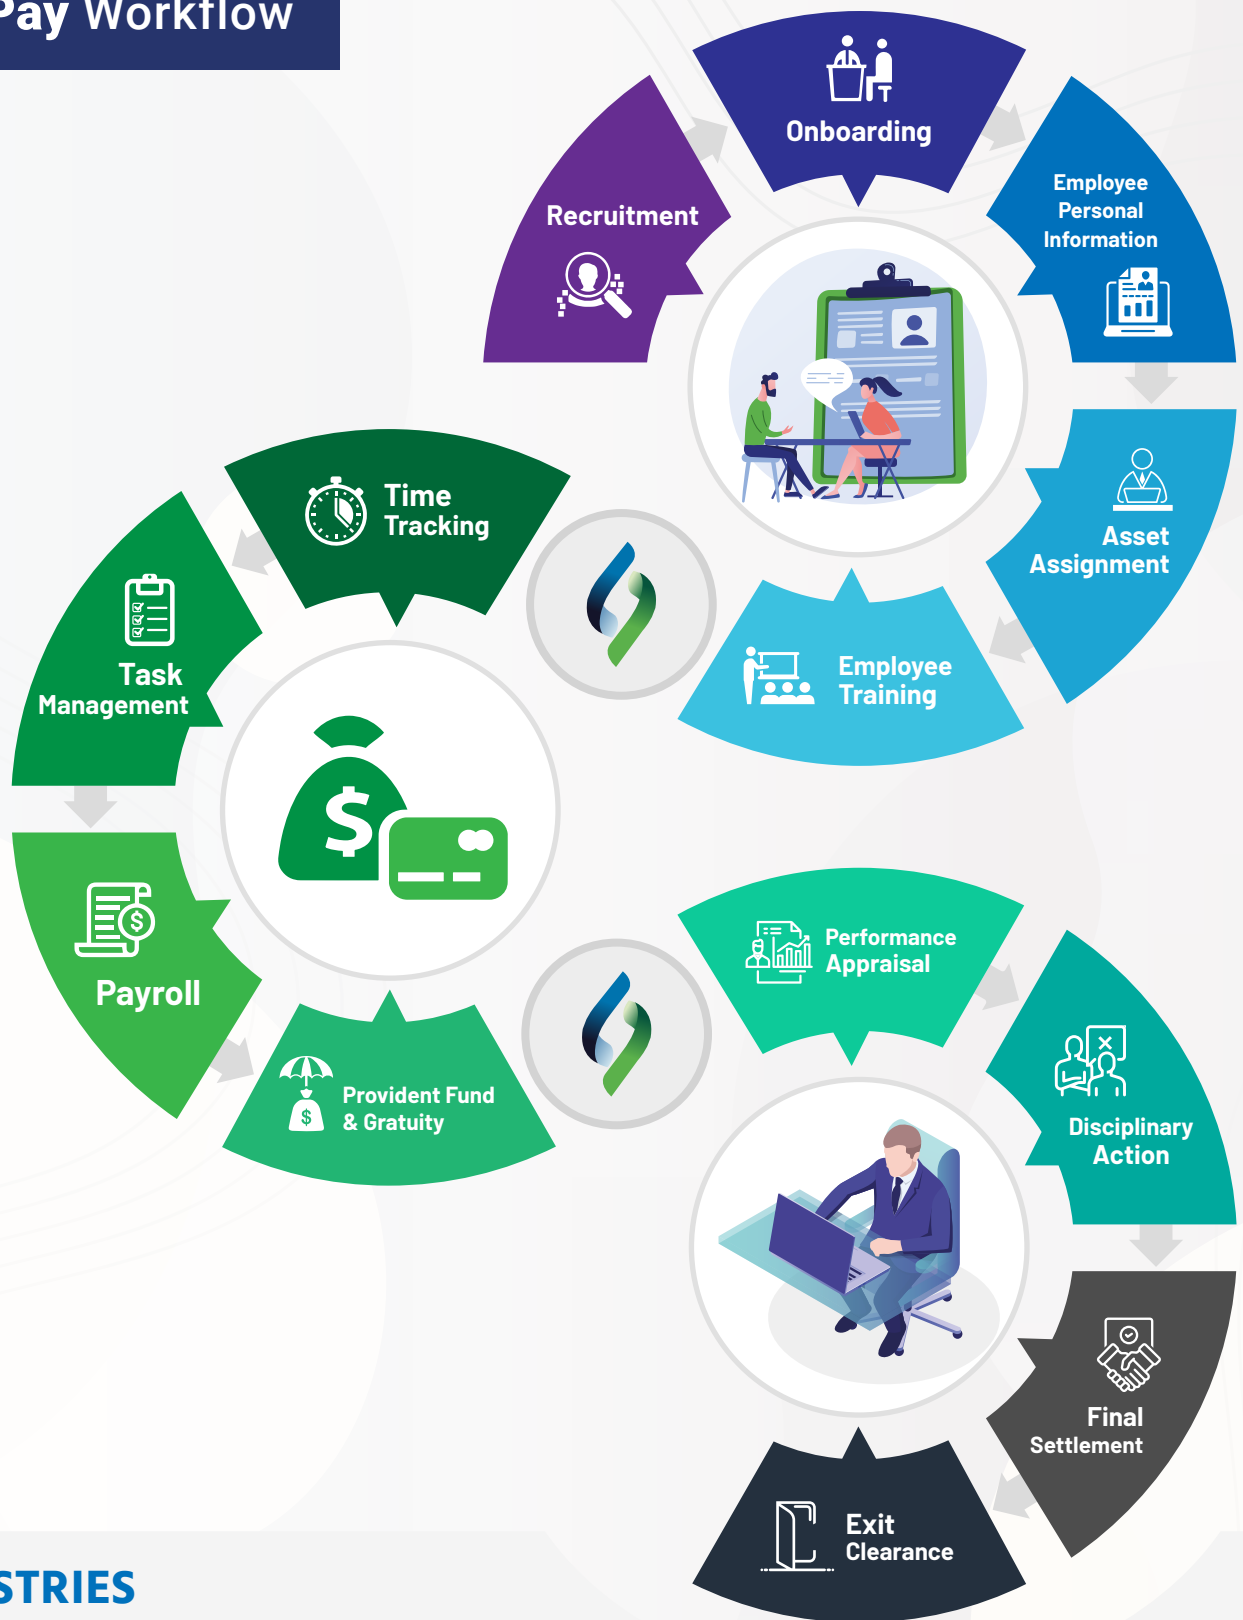 Pay Workflow
Onboarding
Recruitment
Employee
Personal
Information
Asset
Assignment
Employee
Training
Time
Tracking
Task
Management
$
Payroll
$
Provident Fund
& Gratuity
$
Performance
Appraisal
Disciplinary
Action
Final
Settlement
Exit
Clearance
STRIES